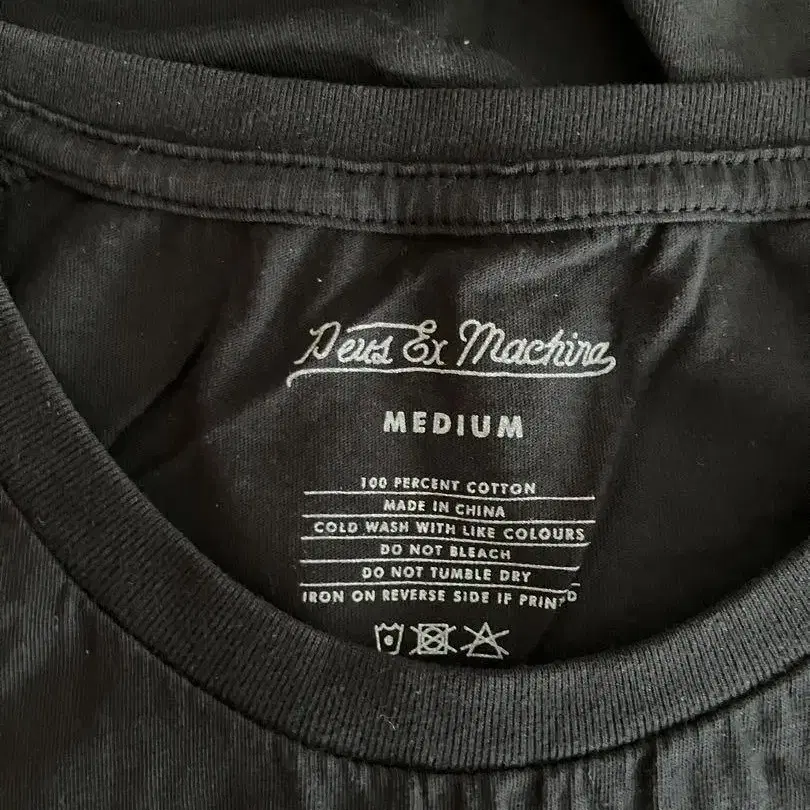 Deus Ex Machina
MEDIUM
100 PERCENT COTTON
MADE IN CHINA
COLD WASH WITH LIKE COLOURS
DO NOT BLEACH
DO NOT TUMBLE DRY
IRON ON REVERSE SIDE IF